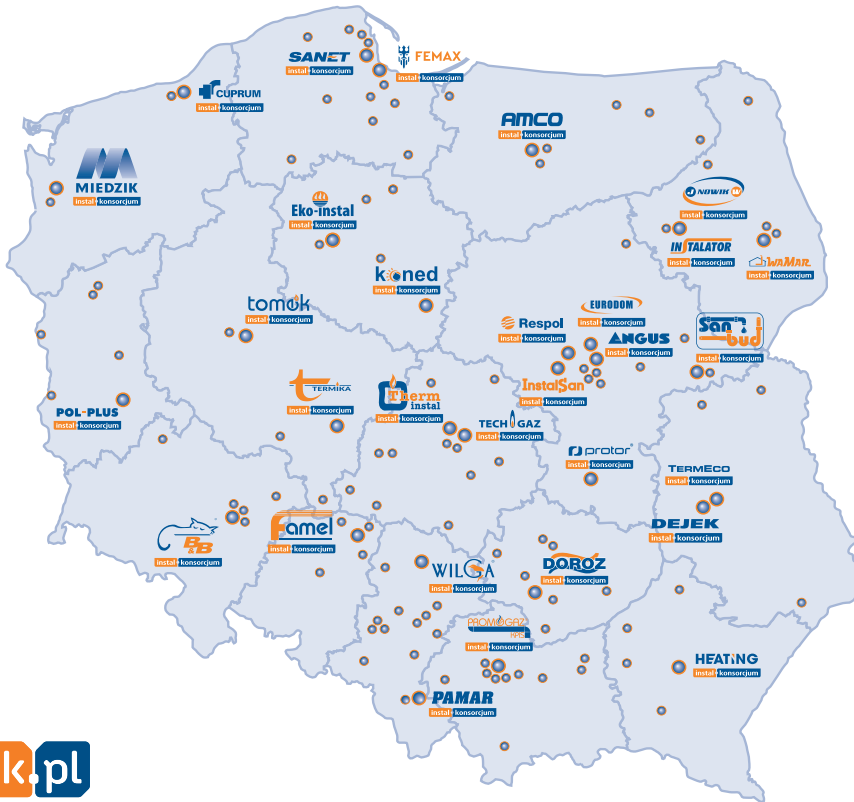 SANET
instal konsorcjum
FEMAX
instal konsorcjum
CUPRUM
instal konsorcjum
AMCO
instal konsorcjum
MIEDZIK
instal konsorcjum
NOWIK W
instal konsorcjum
Eko-instal
instal konsorcjum
INSTALATOR
instal konsorcjum
WAMAR
instal konsorcjum
koned
instal konsorcjum
tomek
instal konsorcjum
EURODOM
instal konsorcjum
Respol
instal konsorcjum
ANGUS
instal konsorcjum
San bud
instal konsorcjum
TERMIKA
instal konsorcjum
InstalSan
instal konsorcjum
Therm
instal
instal konsorcjum
POL-PLUS
instal konsorcjum
TECH GAZ
instal konsorcjum
protor
instal konsorcjum
TERMECO
instal konsorcjum
DEJEK
instal konsorcjum
B&B
instal konsorcjum
Famel
instal konsorcjum
WILGA
instal konsorcjum
DOROZ
instal konsorcjum
PROMOGAZ
KPIS
instal konsorcjum
HEATING
instal konsorcjum
PAMAR
instal konsorcjum
k.pl